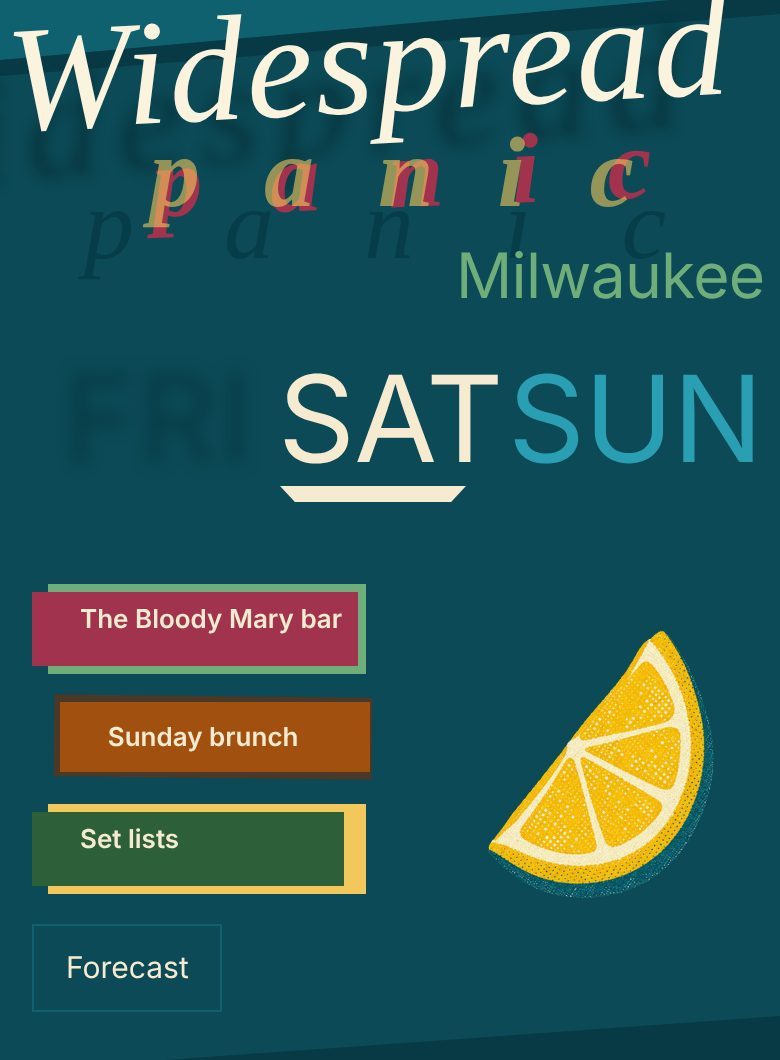 Widespread
panic
Milwaukee
FRI SAT SUN
The Bloody Mary bar
Sunday brunch
Set lists
Forecast